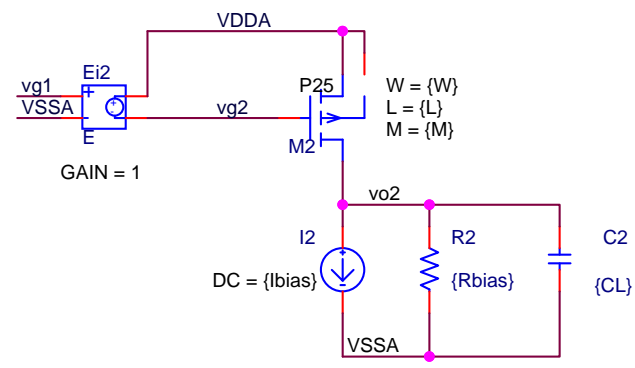 VDDA
Ei2
vg1
+
VSSA
-
E
GAIN = 1
vg2
P25
M2
W = {W}
L = {L}
M = {M}
vo2
I2
DC = {Ibias}
+
-
R2
{Rbias}
C2
{CL}
VSSA